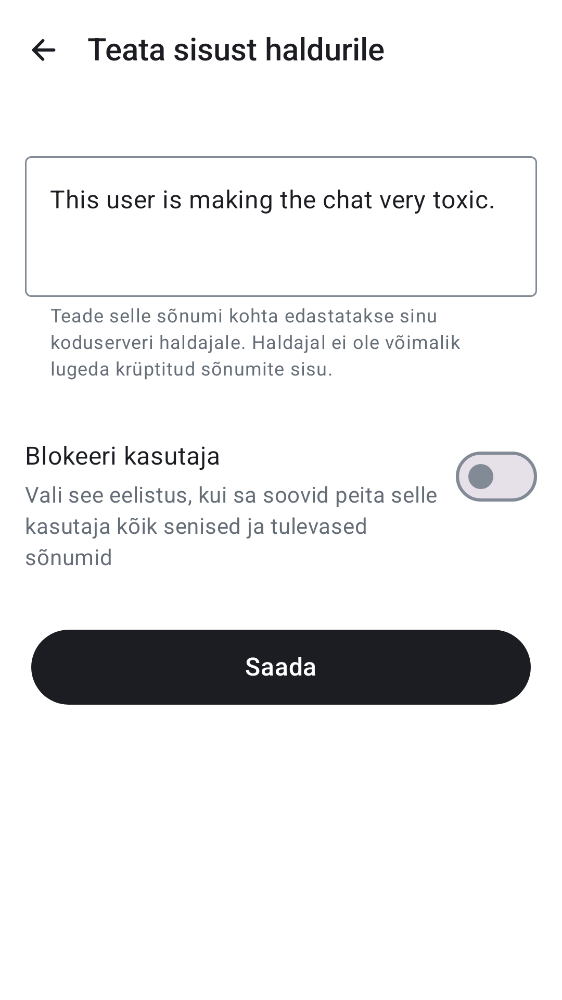 Teata sisust haldurile
This user is making the chat very toxic.
Teade selle sõnumi kohta edastatakse sinu
koduserveri haldajale. Haldajal ei ole võimalik
lugeda krüptitud sõnumite sisu.
Blokeeri kasutaja
Vali see eelistus, kui sa soovid peita selle
kasutaja kõik senised ja tulevased
sõnumid
Saada